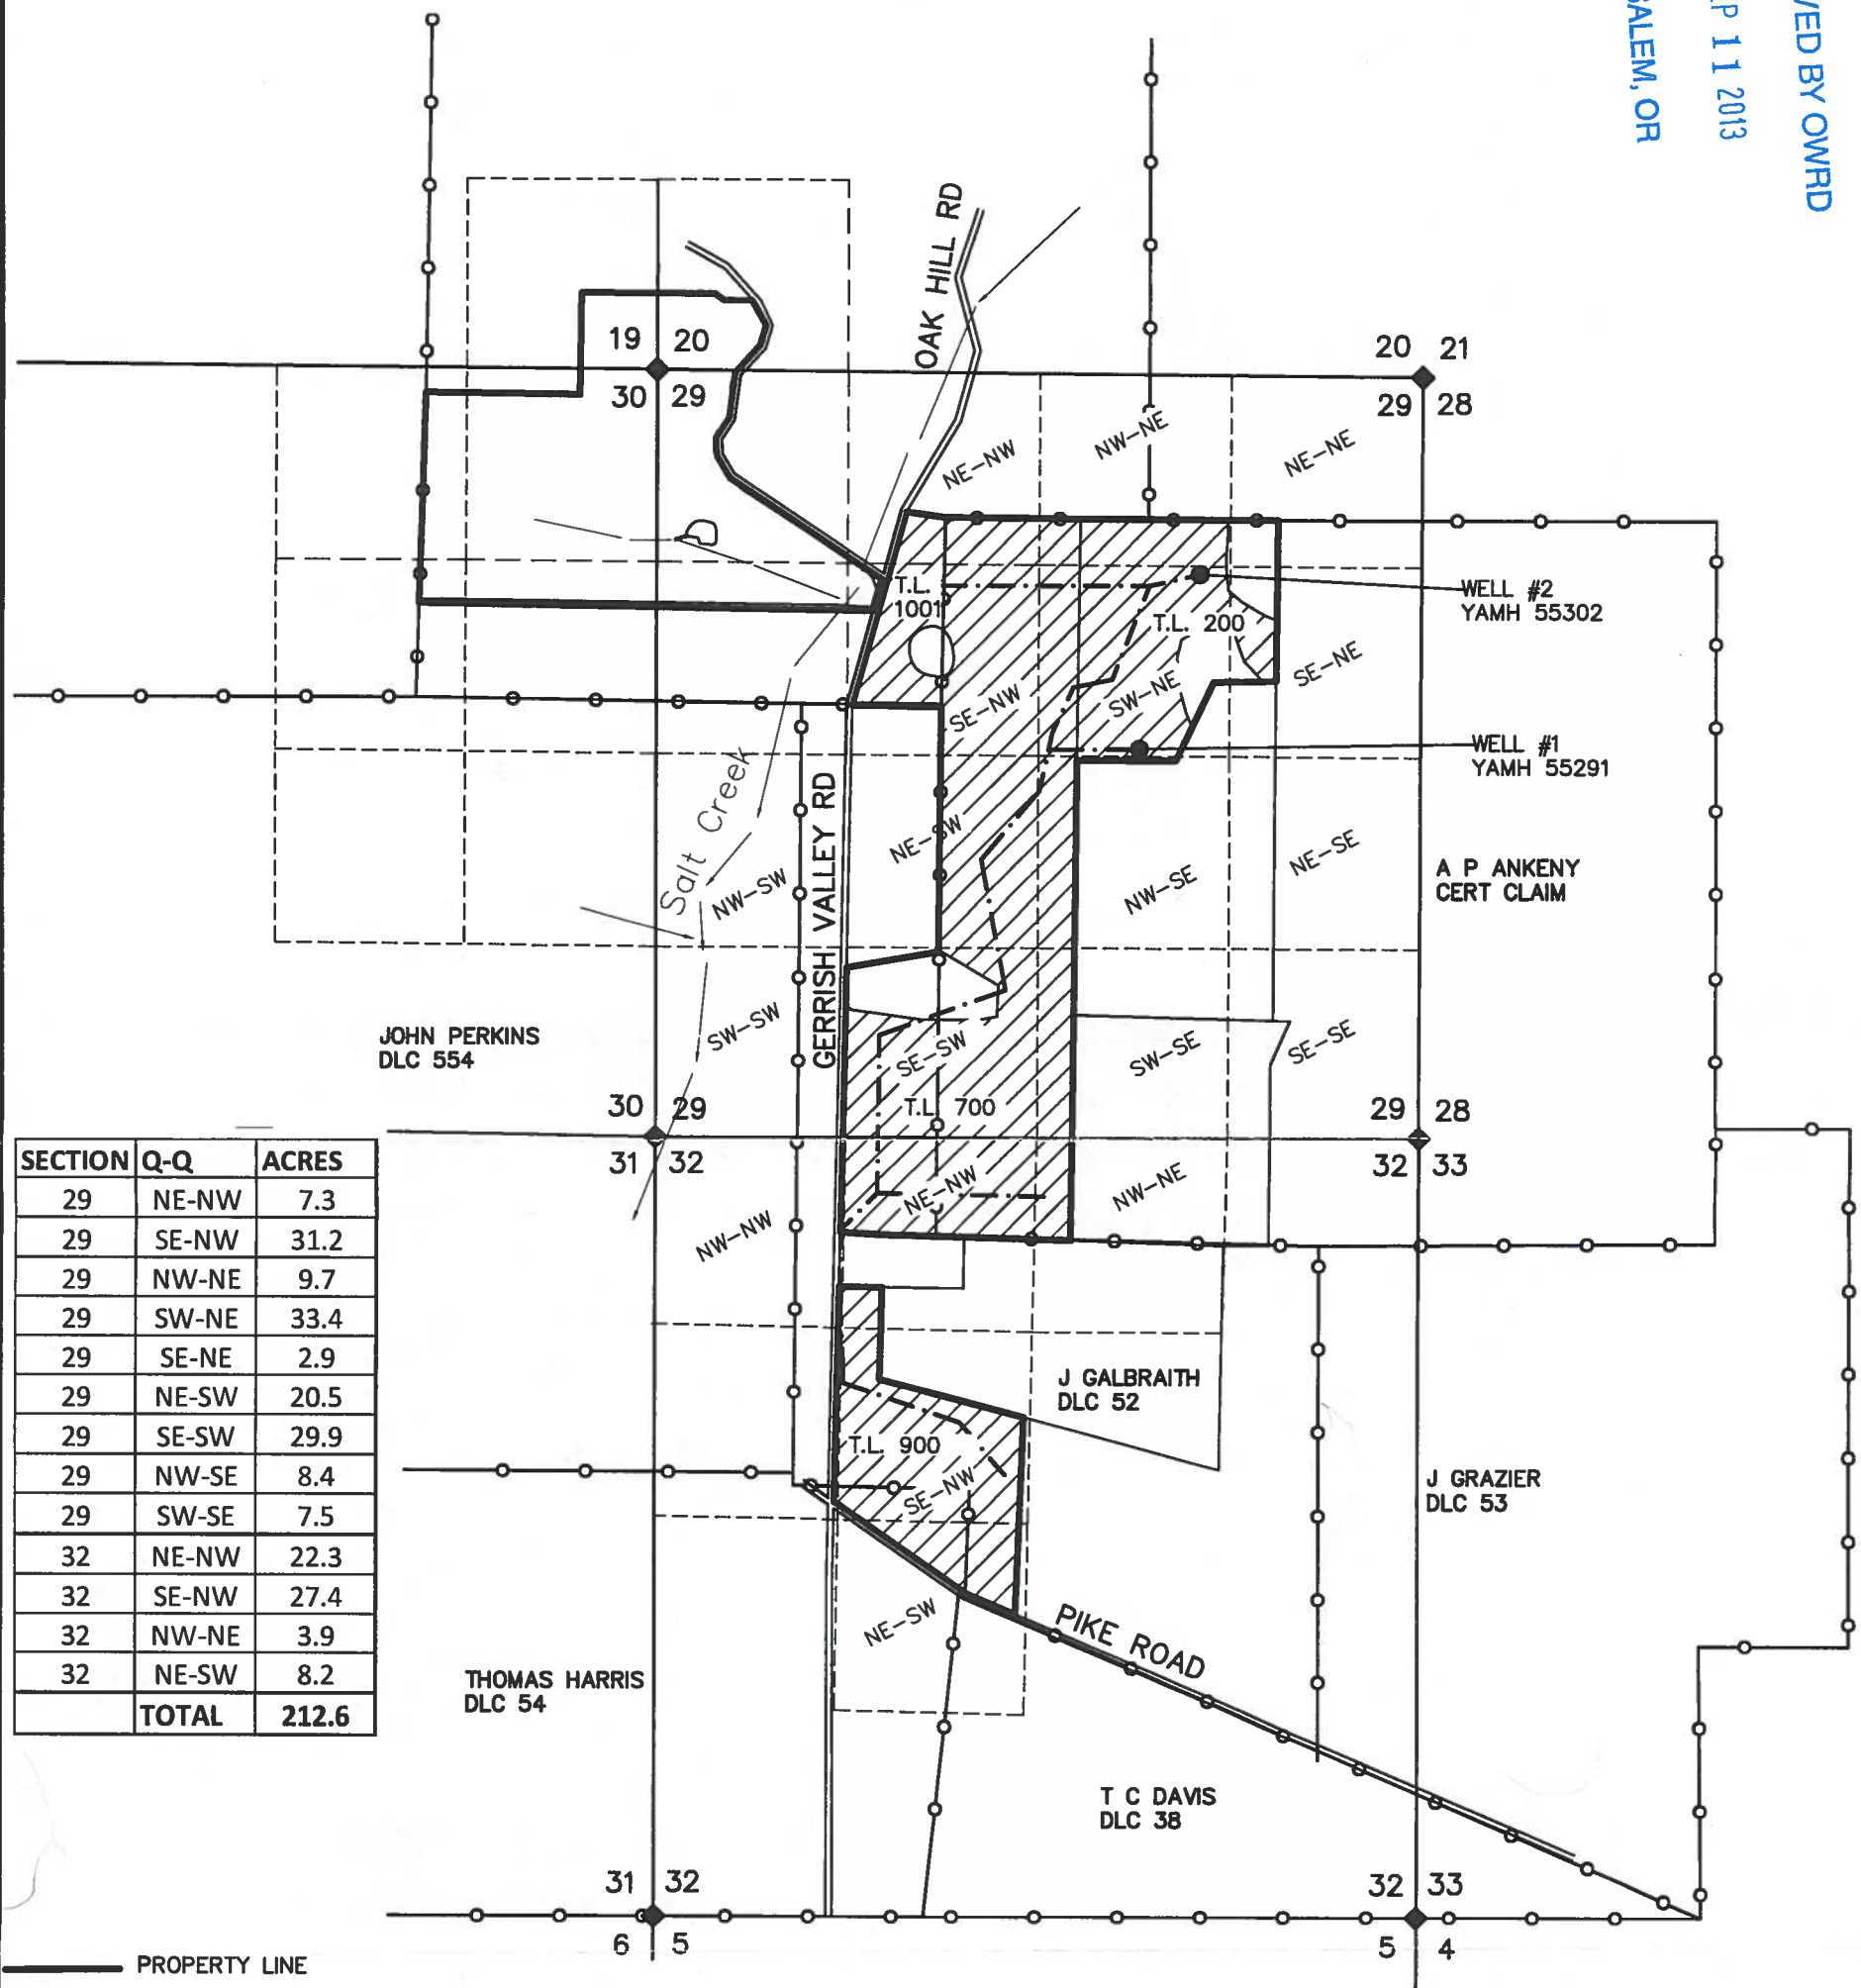 VED BY OWRD
P 11 2013
SALEM, OR
OAK HILL RD
19 20
30 29
20 21
29 28
NE-NW
NW-NE
NE-NE
T.L.
1001
WELL #2
YAMH 55302
T.L. 200
SE-NE
SE-NW
SW-NE
WELL #1
YAMH 55291
Salt Creek
GERRISH VALLEY RD
NE-SW
NW-SW
NW-SE
NE-SE
A P ANKENY
CERT CLAIM
JOHN PERKINS
DLC 554
SW-SW
SE-SW
SW-SE
SE-SE
T.L. 700
30 29
31 32
29 28
32 33
NW-NW
NE-NW
NW-NE
SECTION Q-Q ACRES
29 NE-NW 7.3
29 SE-NW 31.2
29 NW-NE 9.7
29 SW-NE 33.4
29 SE-NE 2.9
29 NE-SW 20.5
29 SE-SW 29.9
29 NW-SE 8.4
29 SW-SE 7.5
32 NE-NW 22.3
32 SE-NW 27.4
32 NW-NE 3.9
32 NE-SW 8.2
TOTAL 212.6
J GALBRAITH
DLC 52
T.L. 900
SE-NW
J GRAZIER
DLC 53
NE-SW
PIKE ROAD
THOMAS HARRIS
DLC 54
T C DAVIS
DLC 38
31 32
6 5
32 33
5 4
PROPERTY LINE